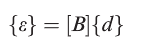 {ε} = [B]{d}